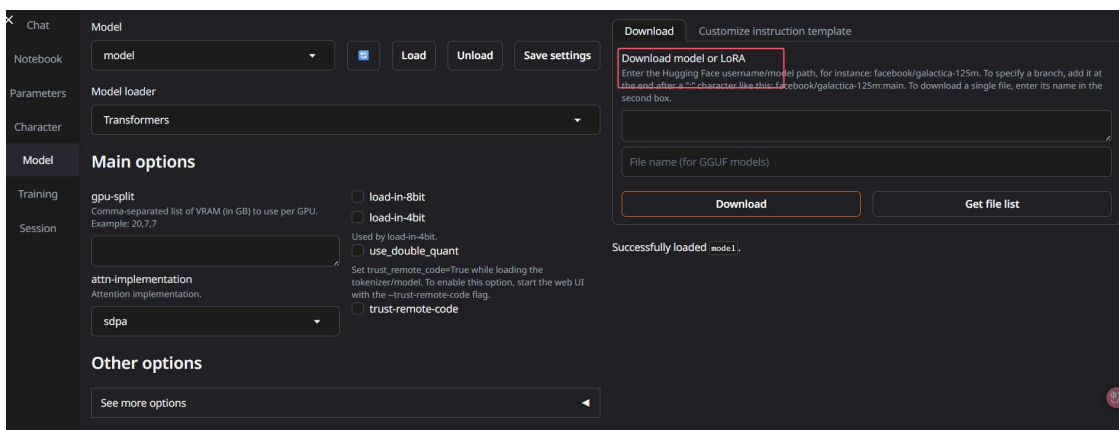 Chat
Notebook
Parameters
Character
Model
Training
Session
Model
model
Load
Unload
Save settings
Model loader
Transformers
Main options
gpu-split
Comma-separated list of VRAM (in GB) to use per GPU.
Example: 20,7,7
attn-implementation
Attention implementation.
sdpa
load-in-8bit
load-in-4bit
Used by load-in-4bit.
use_double_quant
Set trust_remote_code=True while loading the
tokenizer/model. To enable this option, start the web UI
with the --trust-remote-code flag.
trust-remote-code
Other options
See more options
Download
Customize instruction template
Download model or LoRA
Enter the Hugging Face username/model path, for instance: facebook/galactica-125m. To specify a branch, add it at
the end after a ":" character like this: facebook/galactica-125m:main. To download a single file, enter its name in the
second box.
File name (for GGUF models)
Download
Get file list
Successfully loaded model.